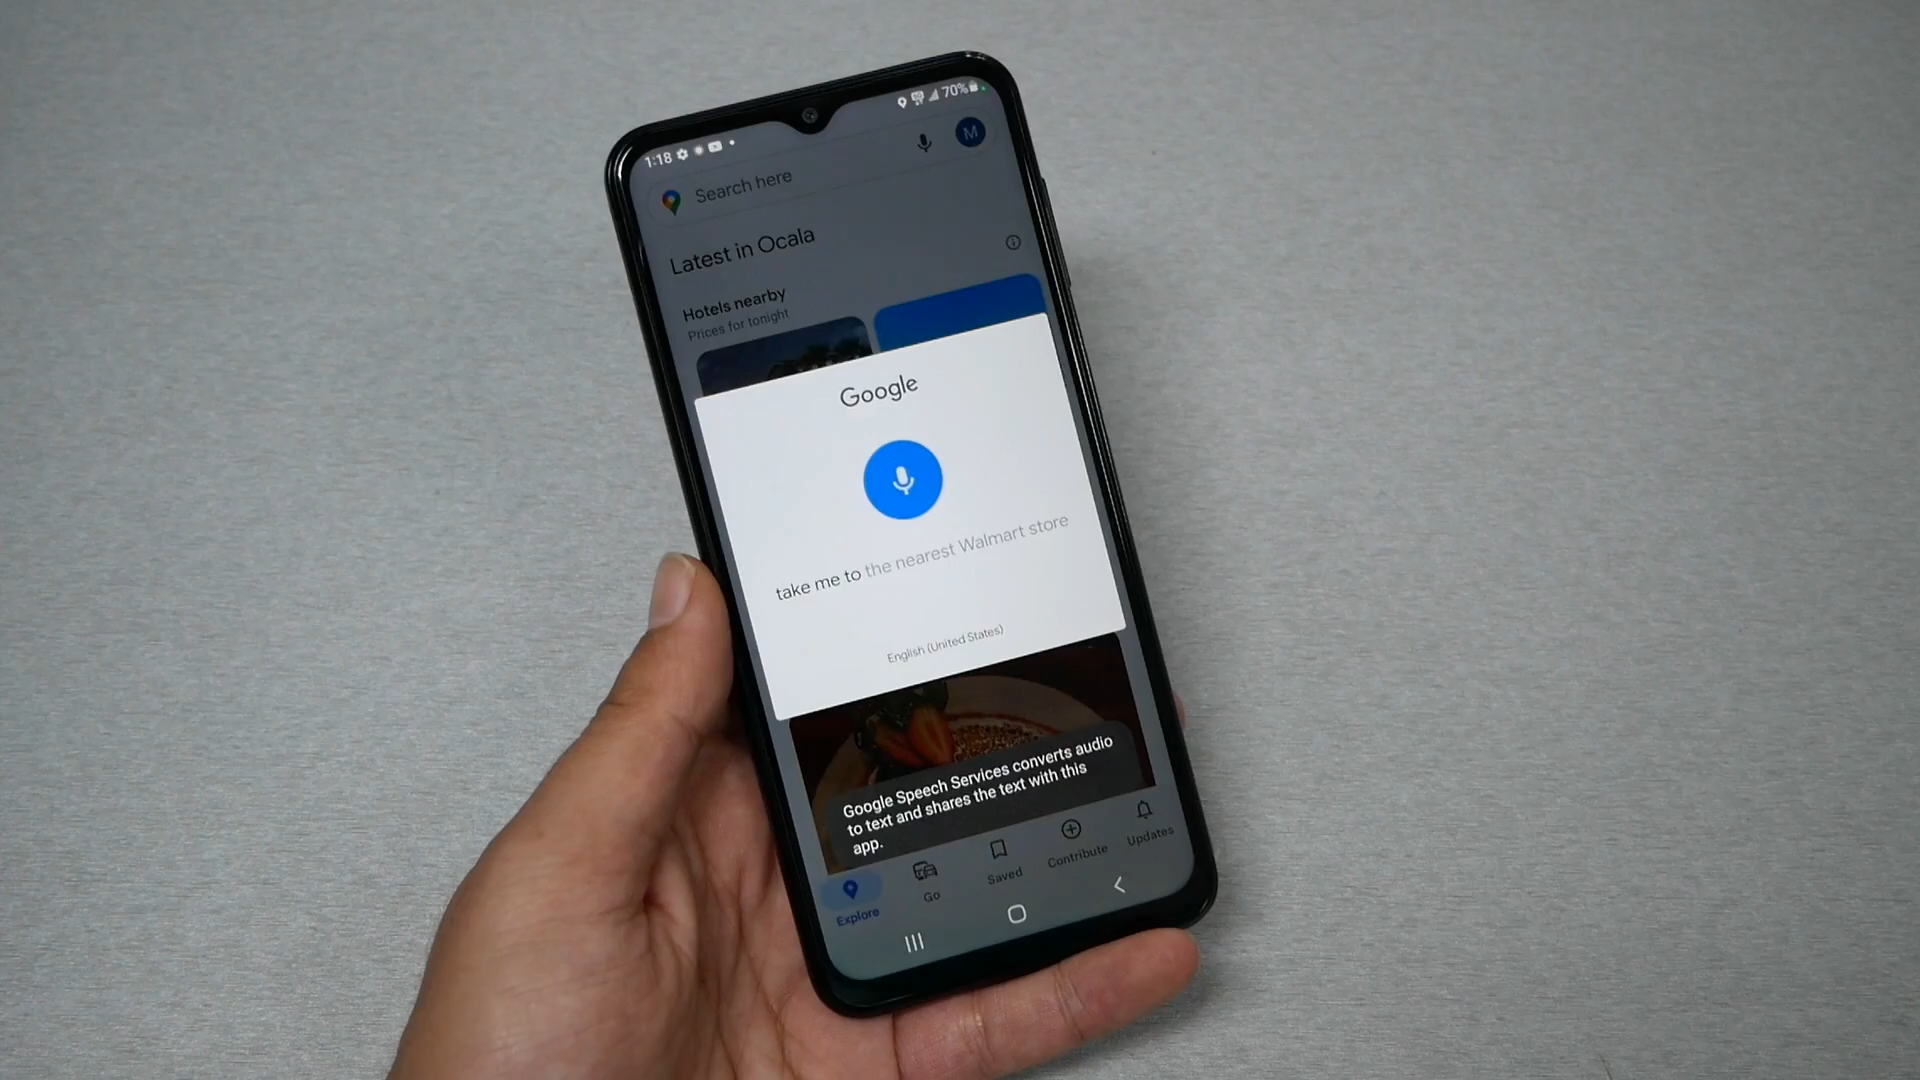 1:18
70%
Search here
M
Latest in Ocala
Hotels nearby
Prices for tonight
Google
take me to the nearest Walmart store
English (United States)
Google Speech Services converts audio
to text and shares the text with this
app.
Explore
Go
Saved
Contribute
Updates